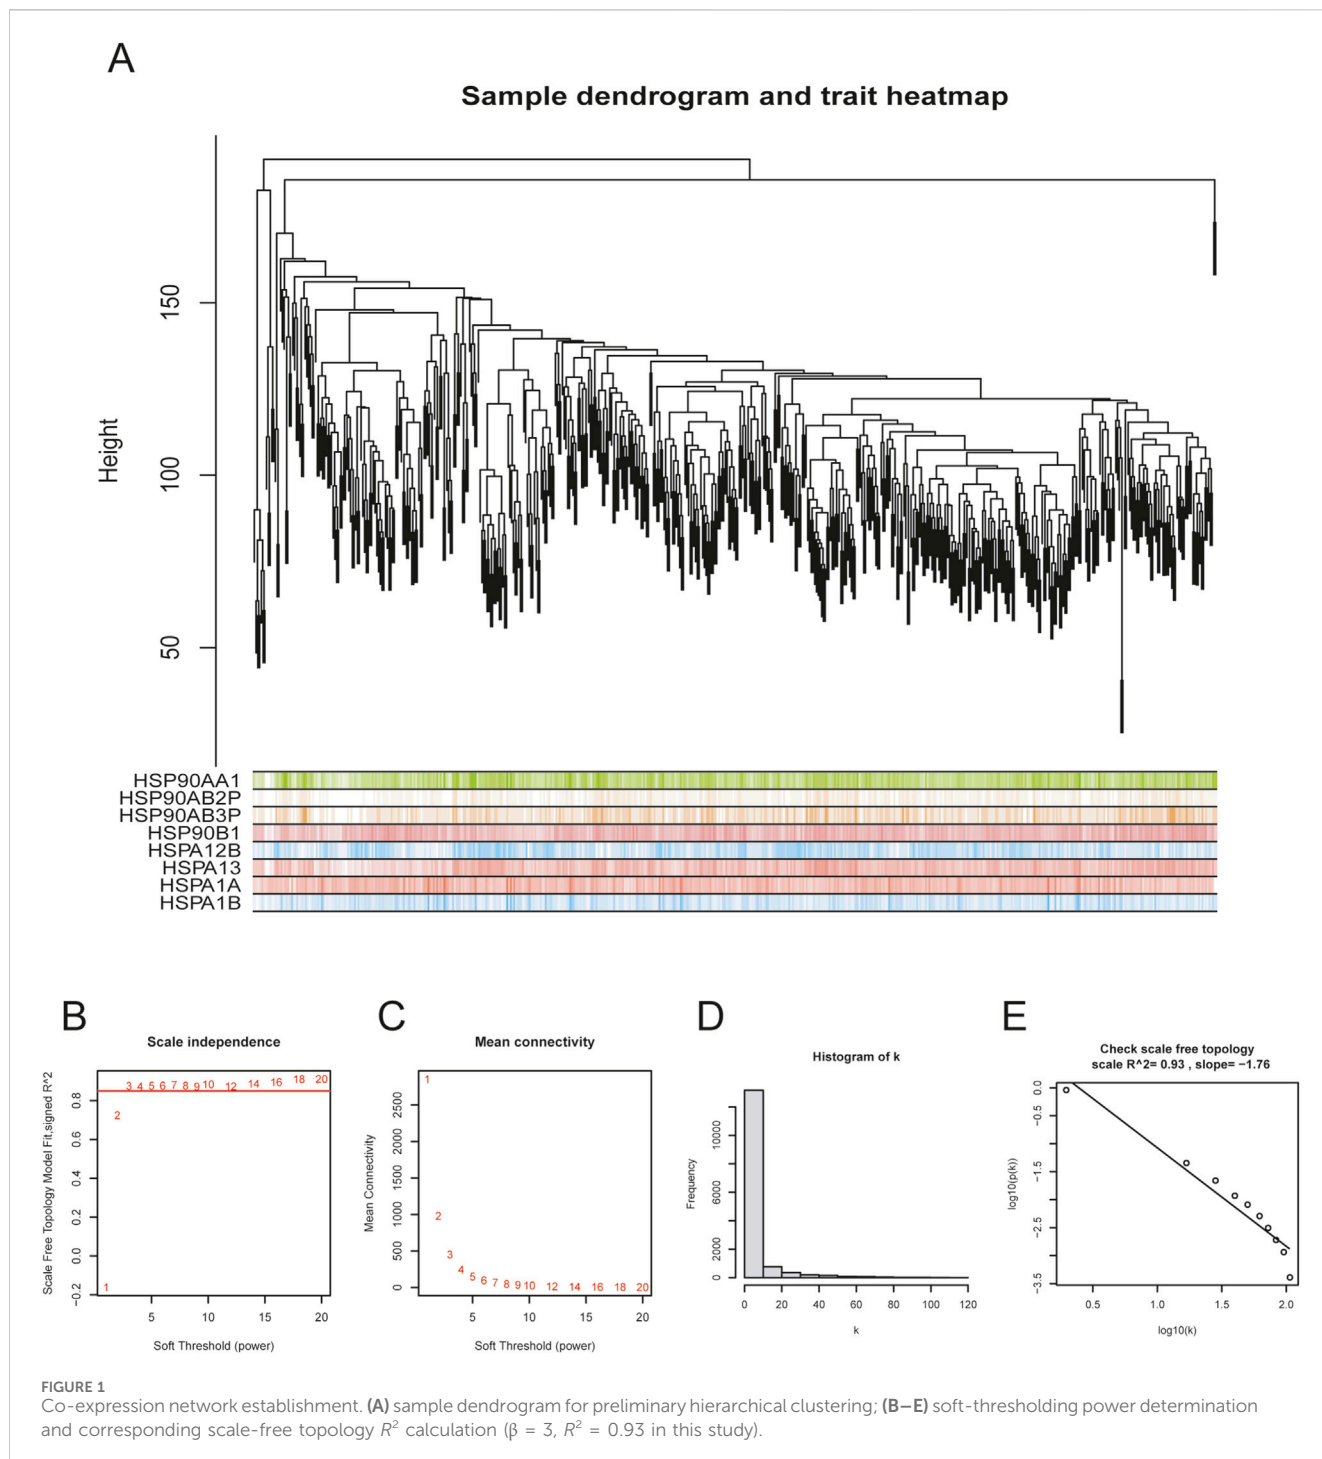 A
Sample dendrogram and trait heatmap
Height
150
100
50
HSP90AA1
HSP90AB2P
HSP90AB3P
HSP90B1
HSPA12B
HSPA13
HSPA1A
HSPA1B
B
Scale independence
Scale Free Topology Model Fit,signed R^2
0.8
0.6
0.4
0.2
0.0
−0.2
1
2
3 4 5 6 7 8 9 10 12 14 16 18 20
5 10 15 20
Soft Threshold (power)
C
Mean connectivity
Mean Connectivity
2500
2000
1500
1000
500
0
1
2
3
4
5 6 7 8 9 10 12 14 16 18 20
5 10 15 20
Soft Threshold (power)
D
Histogram of k
Frequency
10000
6000
2000
0
0 20 40 60 80 100 120
k
E
Check scale free topology
scale R^2= 0.93 , slope= −1.76
log10(p(k))
0.0
−0.5
−1.5
−2.5
−3.5
0.5 1.0 1.5 2.0
log10(k)
FIGURE 1
Co-expression network establishment. (A) sample dendrogram for preliminary hierarchical clustering; (B–E) soft-thresholding power determination
and corresponding scale-free topology R² calculation (β = 3, R² = 0.93 in this study).